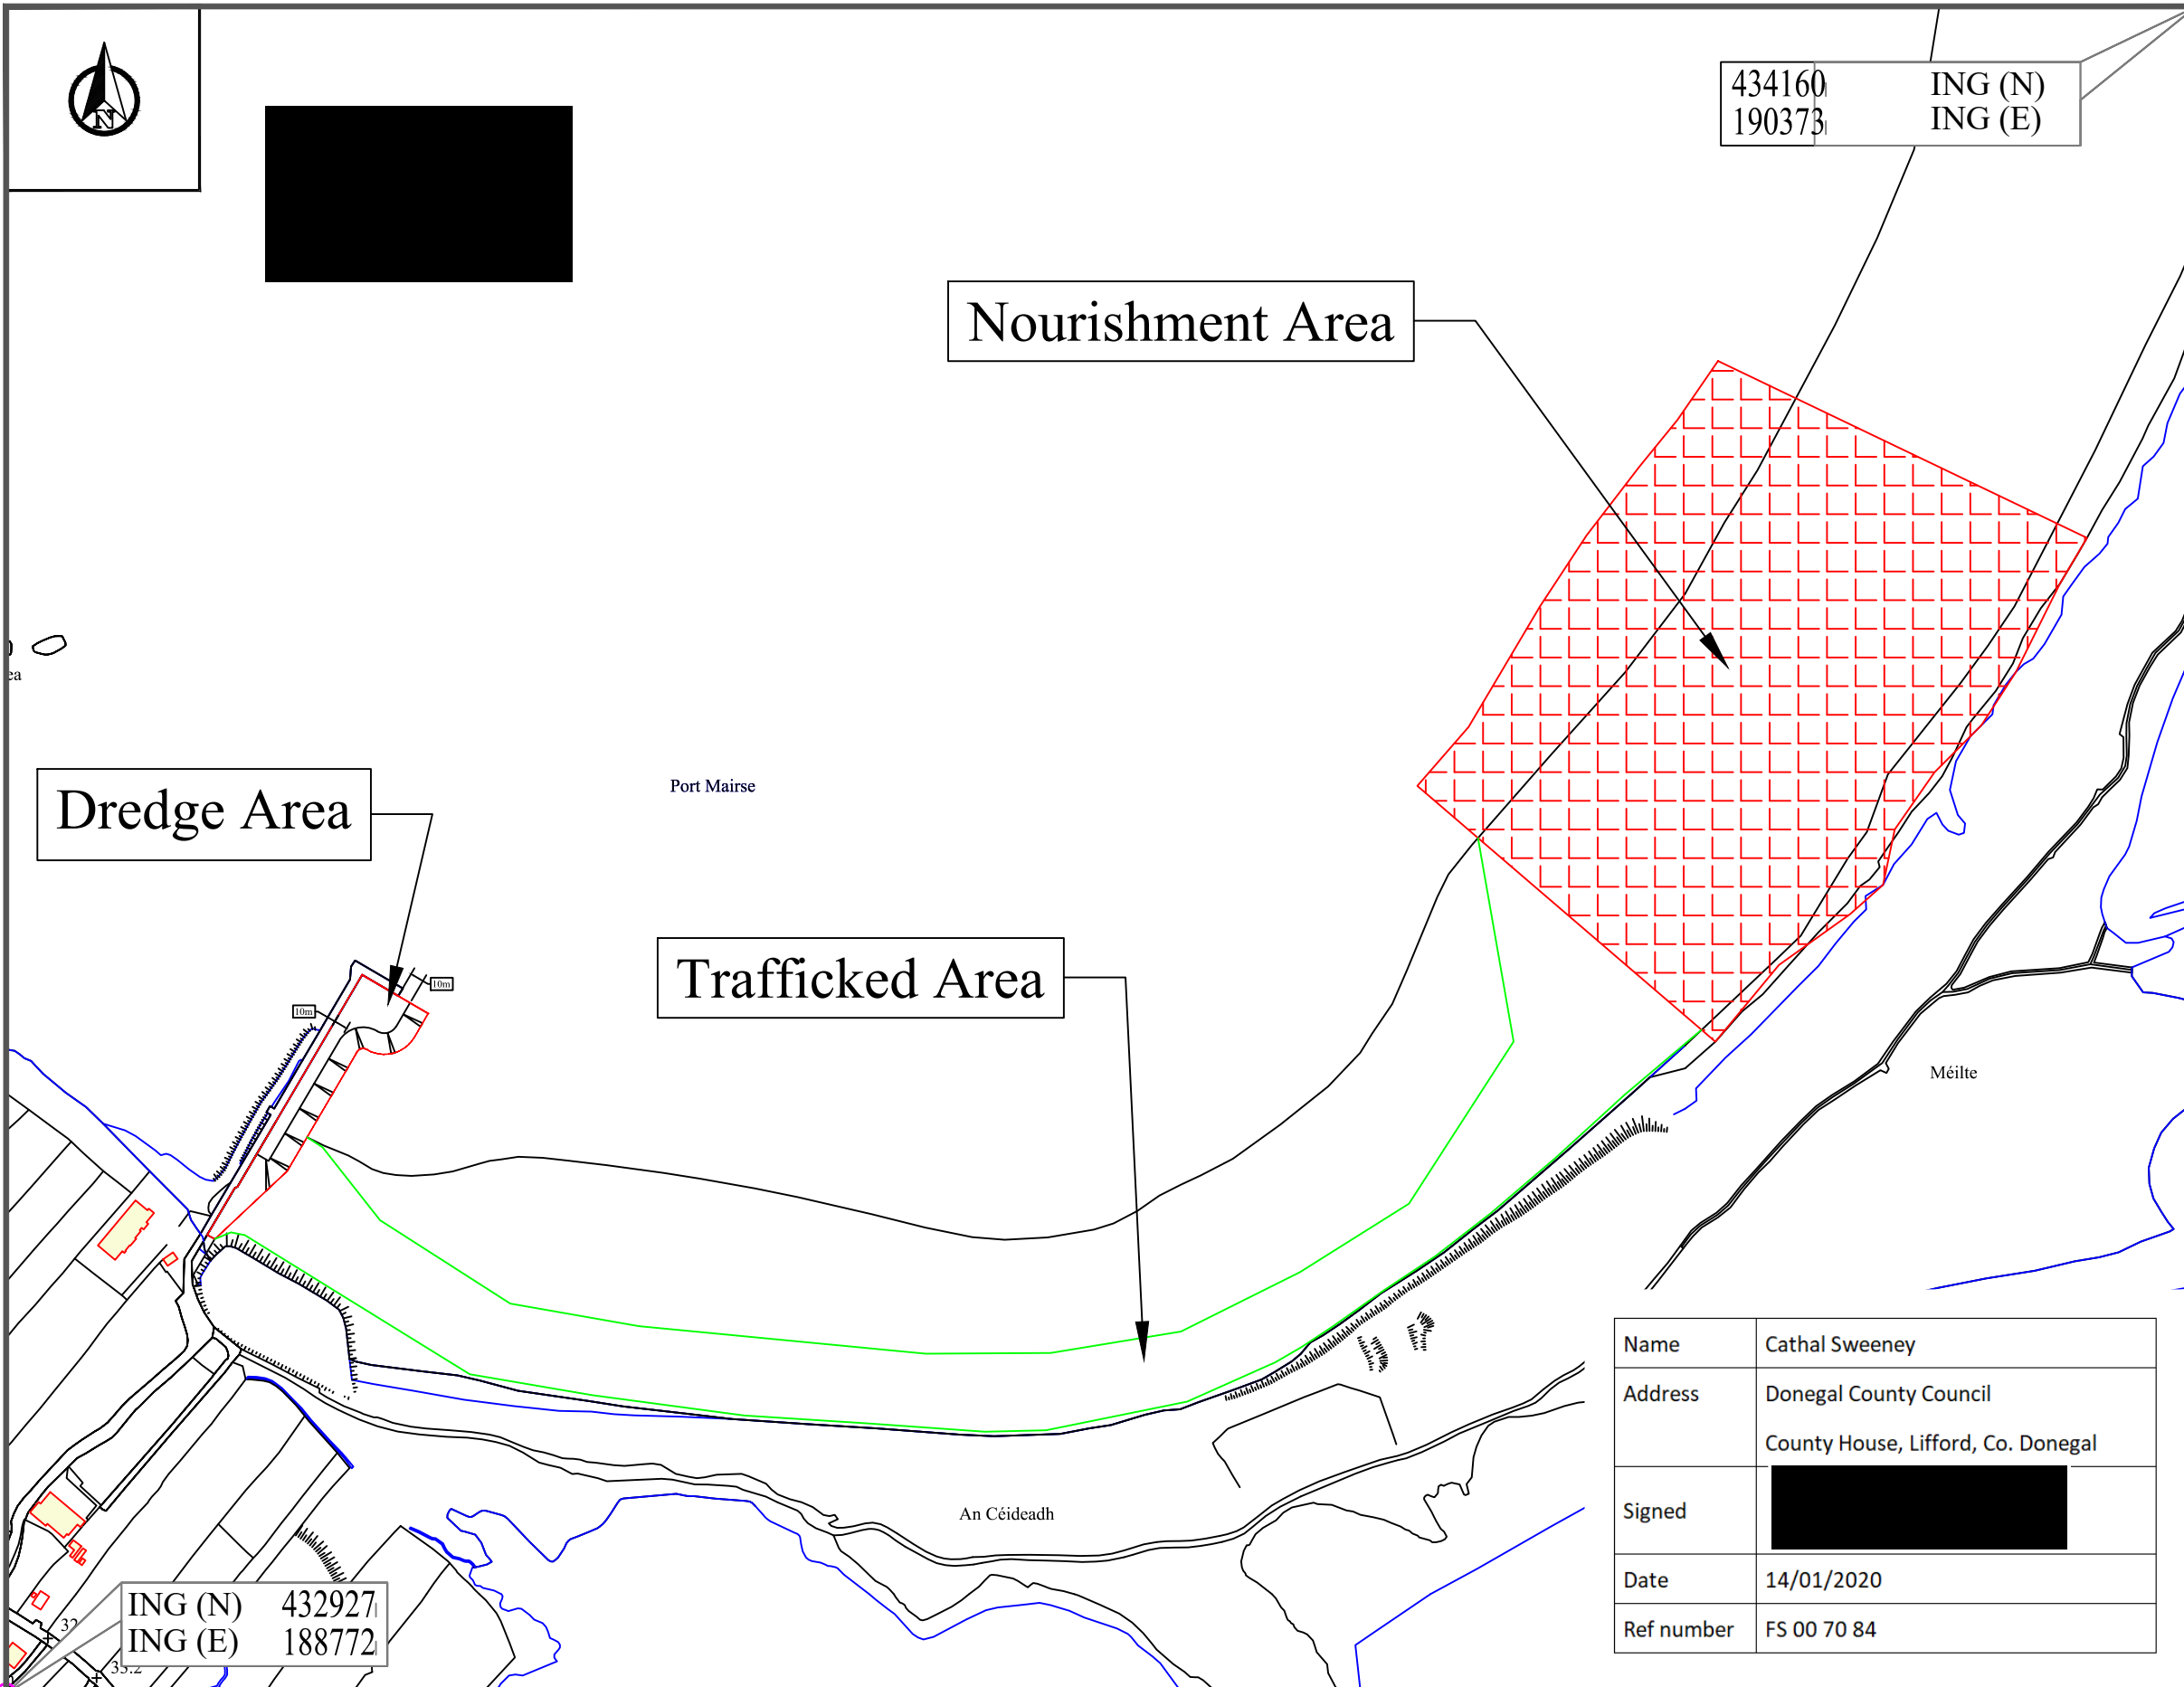 N
434160 ING (N)
190373 ING (E)
Nourishment Area
ea
Port Mairse
Dredge Area
Trafficked Area
10m
10m
Méilte
Name Cathal Sweeney
Address Donegal County Council
County House, Lifford, Co. Donegal
Signed
Date 14/01/2020
Ref number FS 00 70 84
An Céideadh
ING (N) 432927
ING (E) 188772
33.2